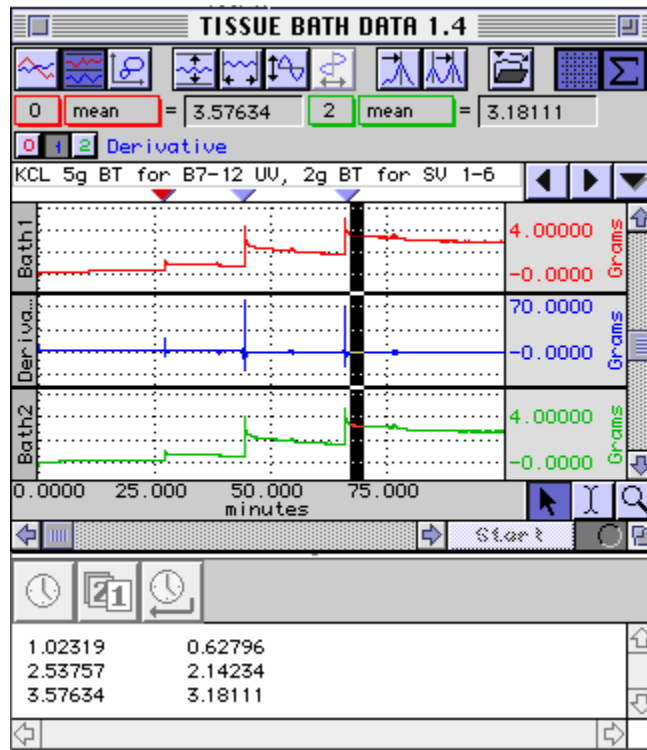 TISSUE BATH DATA 1.4
Σ
0 mean = 3.57634 2 mean = 3.18111
0 1 2 Derivative
KCL 5g BT for B7-12 UV, 2g BT for SV 1-6
Bath1 4.00000 -0.0000 Grams
Deriva... 70.0000 -0.0000 Grams
Bath2 4.00000 -0.0000 Grams
0.0000 25.000 50.000 75.000
minutes
Start
21
1.02319 0.62796
2.53757 2.14234
3.57634 3.18111